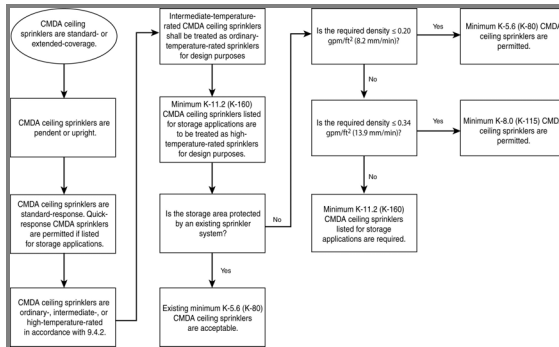 CMDA ceiling
sprinklers are standard- or
extended-coverage.
CMDA ceiling sprinklers are
pendent or upright.
CMDA ceiling sprinklers are
standard-response. Quick-
response CMDA sprinklers
are permitted if listed
for storage applications.
CMDA ceiling sprinklers are
ordinary-, intermediate-, or
high-temperature-rated
in accordance with 9.4.2.
Intermediate-temperature-
rated CMDA ceiling sprinklers
shall be treated as ordinary-
temperature-rated sprinklers
for design purposes
Minimum K-11.2 (K-160)
CMDA ceiling sprinklers listed
for storage applications are
to be treated as high-
temperature-rated sprinklers
for design purposes.
Is the storage area protected
by an existing sprinkler
system?
No
Yes
Existing minimum K-5.6 (K-80)
CMDA ceiling sprinklers
are acceptable.
Is the required density ≤ 0.20
gpm/ft² (8.2 mm/min)?
Yes
Minimum K-5.6 (K-80) CMDA
ceiling sprinklers are
permitted.
No
Is the required density ≤ 0.34
gpm/ft² (13.9 mm/min)?
Yes
Minimum K-8.0 (K-115) CMDA
ceiling sprinklers are
permitted.
No
Minimum K-11.2 (K-160)
CMDA ceiling sprinklers
listed for storage
applications are required.